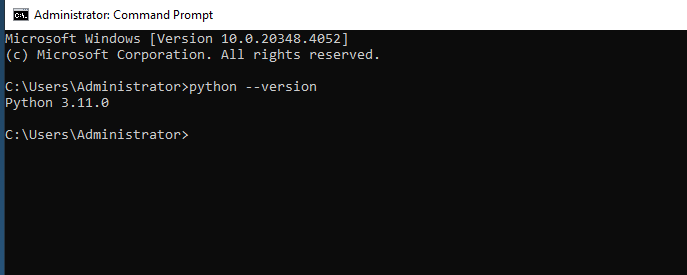 Administrator: Command Prompt
Microsoft Windows [Version 10.0.20348.4052]
(c) Microsoft Corporation. All rights reserved.
C:\Users\Administrator>python --version
Python 3.11.0
C:\Users\Administrator>